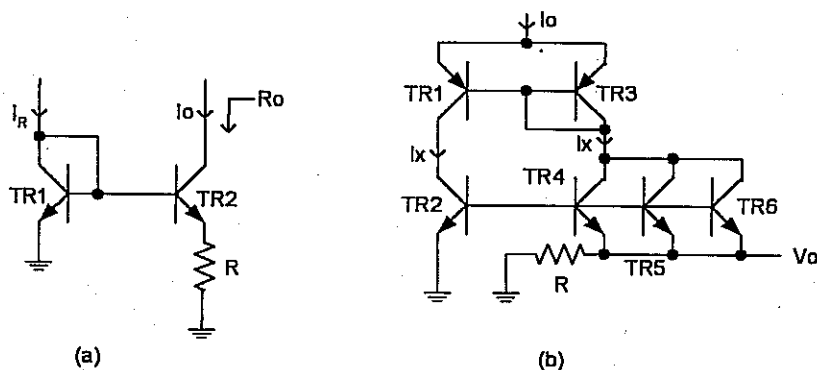 Io
I_R
Io
Ro
TR1
TR2
R
(a)
TR1
TR3
Ix
Ix
TR4
TR2
TR6
TR5
R
Vo
(b)